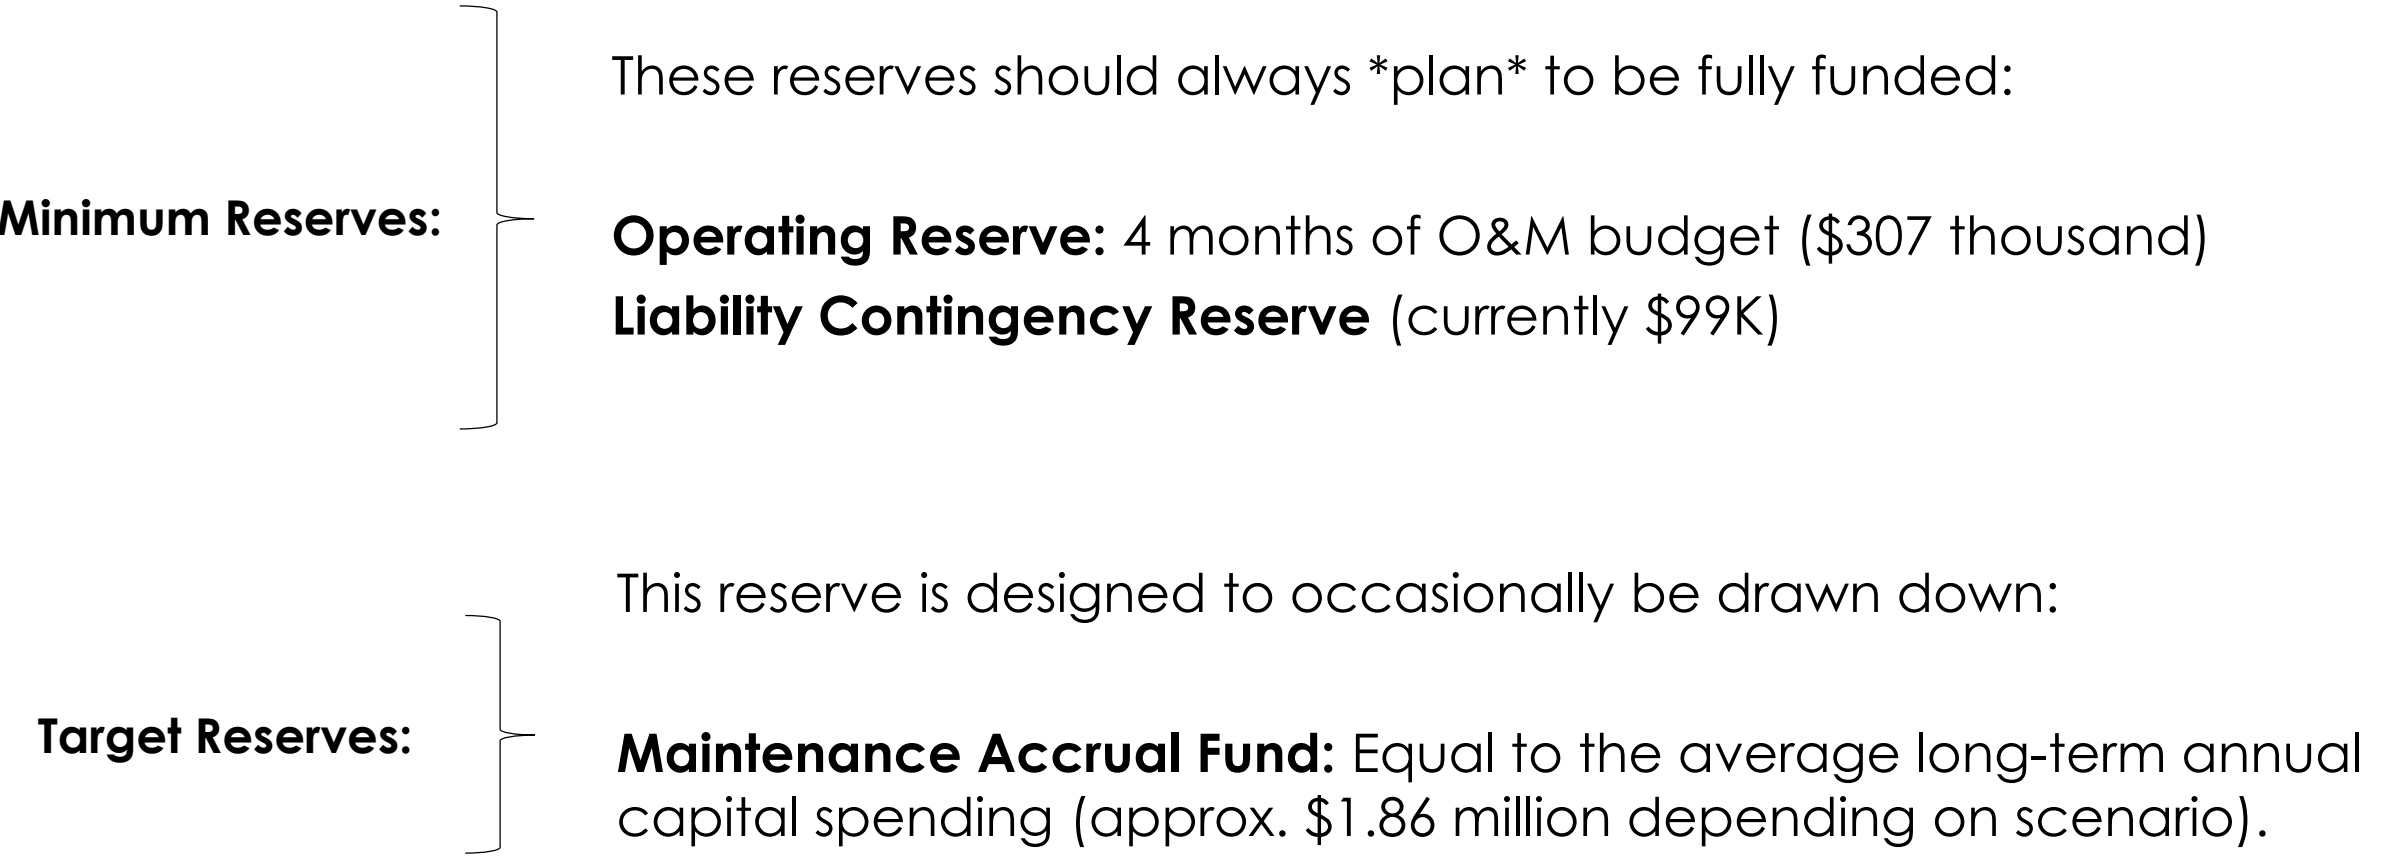 These reserves should always *plan* to be fully funded:
Minimum Reserves:
Operating Reserve: 4 months of O&M budget ($307 thousand)
Liability Contingency Reserve (currently $99K)
This reserve is designed to occasionally be drawn down:
Target Reserves:
Maintenance Accrual Fund: Equal to the average long-term annual
capital spending (approx. $1.86 million depending on scenario).